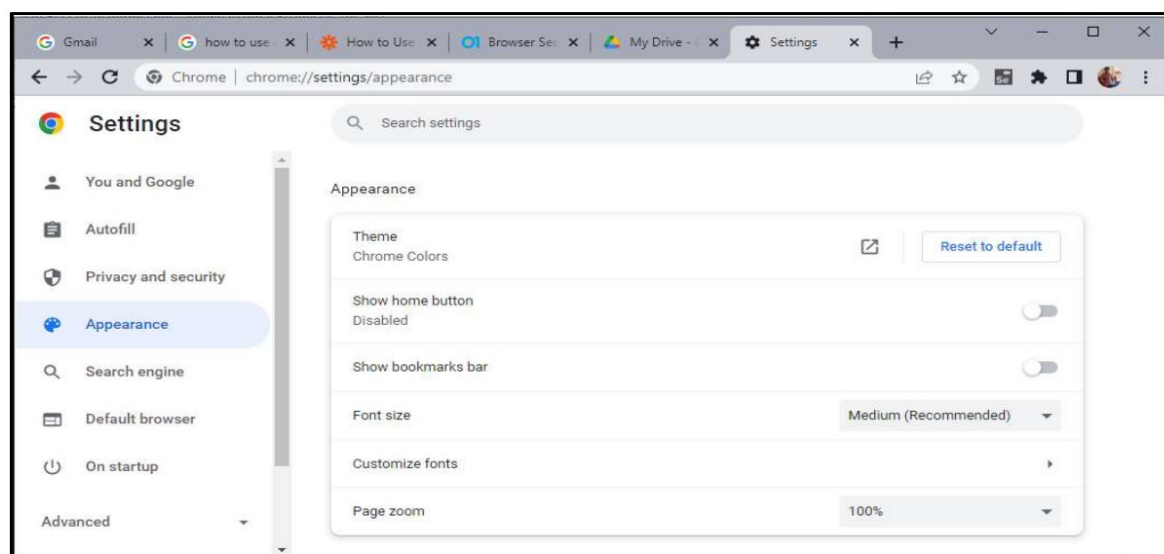 Gmail how to use How to Use Browser Sec My Drive - Settings
Chrome | chrome://settings/appearance
Settings
Search settings
You and Google
Autofill
Privacy and security
Appearance
Search engine
Default browser
On startup
Advanced
Appearance
Theme
Chrome Colors
Reset to default
Show home button
Disabled
Show bookmarks bar
Font size
Medium (Recommended)
Customize fonts
Page zoom
100%